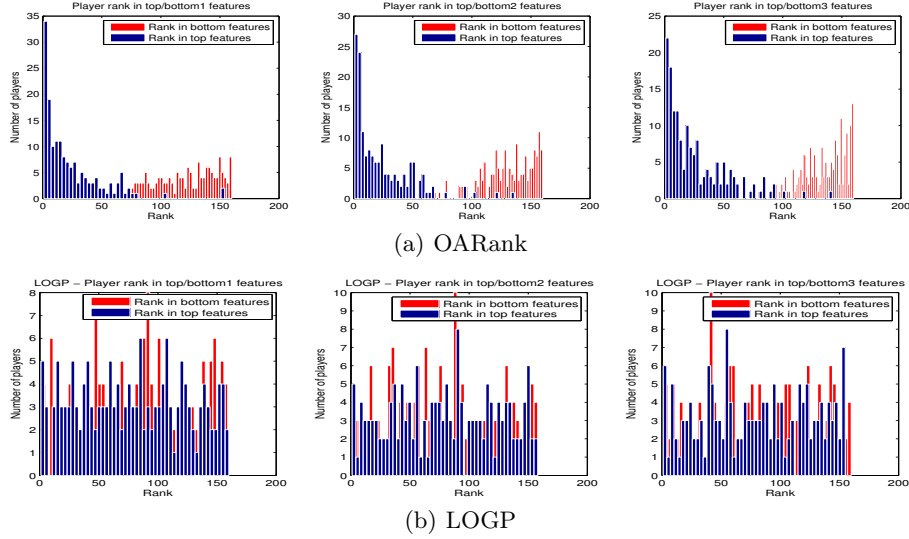 Player rank in top/bottom1 features
Player rank in top/bottom2 features
Player rank in top/bottom3 features
35
30
25
20
15
10
5
0
Number of players
Rank in bottom features
Rank in top features
0
50
100
150
200
Rank
30
25
20
15
10
5
0
Number of players
Rank in bottom features
Rank in top features
0
50
100
150
200
Rank
25
20
15
10
5
0
Number of players
Rank in bottom features
Rank in top features
0
50
100
150
200
Rank
(a) OARank
LOGP − Player rank in top/bottom1 features
LOGP − Player rank in top/bottom2 features
LOGP − Player rank in top/bottom3 features
8
7
6
5
4
3
2
1
0
Number of players
Rank in bottom features
Rank in top features
0
50
100
150
200
Rank
10
9
8
7
6
5
4
3
2
1
0
Number of players
Rank in bottom features
Rank in top features
0
50
100
150
200
Rank
10
9
8
7
6
5
4
3
2
1
0
Number of players
Rank in bottom features
Rank in top features
0
50
100
150
200
Rank
(b) LOGP